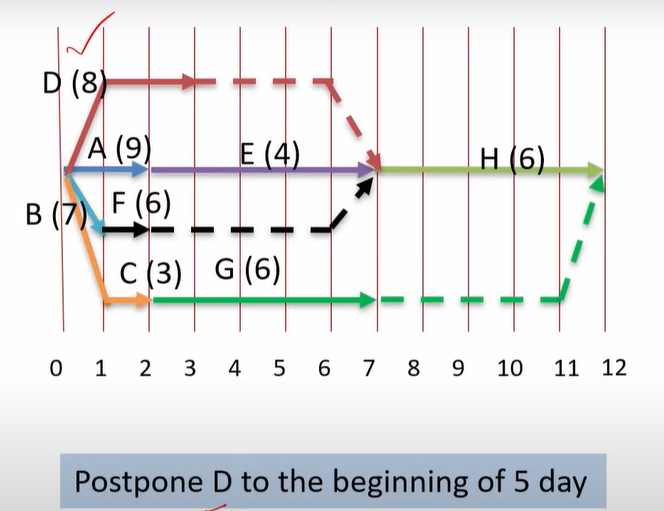 D (8)
A (9)
E (4)
H (6)
B (7)
F (6)
C (3)
G (6)
0 1 2 3 4 5 6 7 8 9 10 11 12
Postpone D to the beginning of 5 day